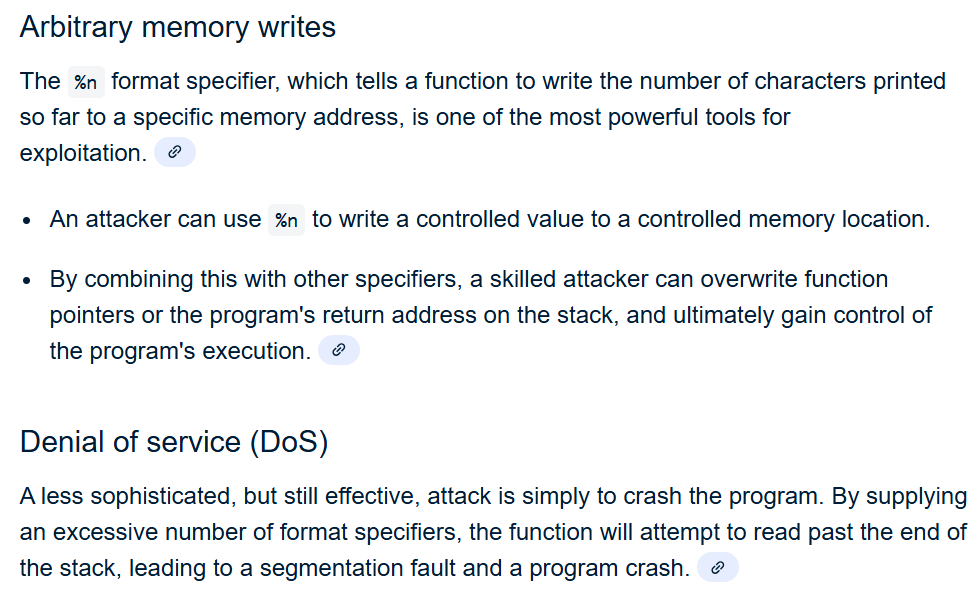 Arbitrary memory writes
The %n format specifier, which tells a function to write the number of characters printed
so far to a specific memory address, is one of the most powerful tools for
exploitation.
• An attacker can use %n to write a controlled value to a controlled memory location.
• By combining this with other specifiers, a skilled attacker can overwrite function
pointers or the program's return address on the stack, and ultimately gain control of
the program's execution.
Denial of service (DoS)
A less sophisticated, but still effective, attack is simply to crash the program. By supplying
an excessive number of format specifiers, the function will attempt to read past the end of
the stack, leading to a segmentation fault and a program crash.